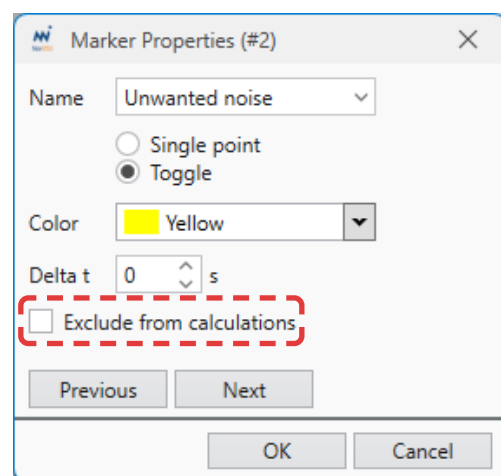 Marker Properties (#2)
Name Unwanted noise
Single point
Toggle
Color Yellow
Delta t 0 s
Exclude from calculations
Previous Next
OK Cancel